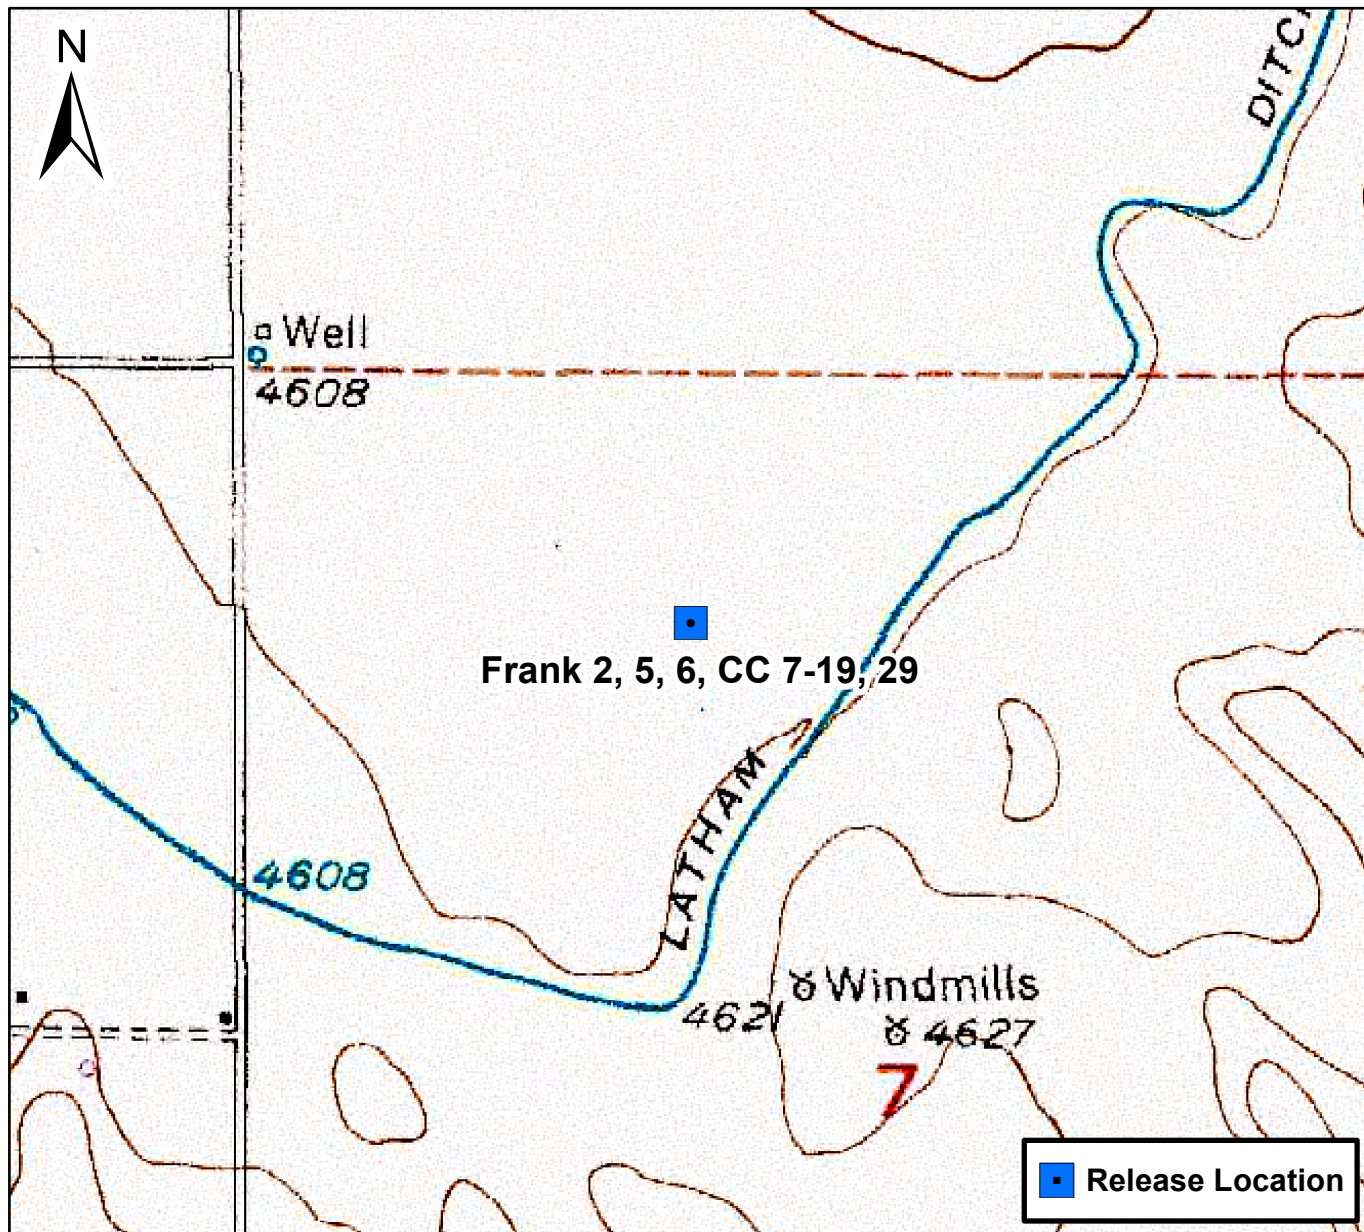 N
DITC
Well
4608
Frank 2, 5, 6, CC 7-19, 29
LATHAM
4608
Windmills
4621
4627
7
Release Location